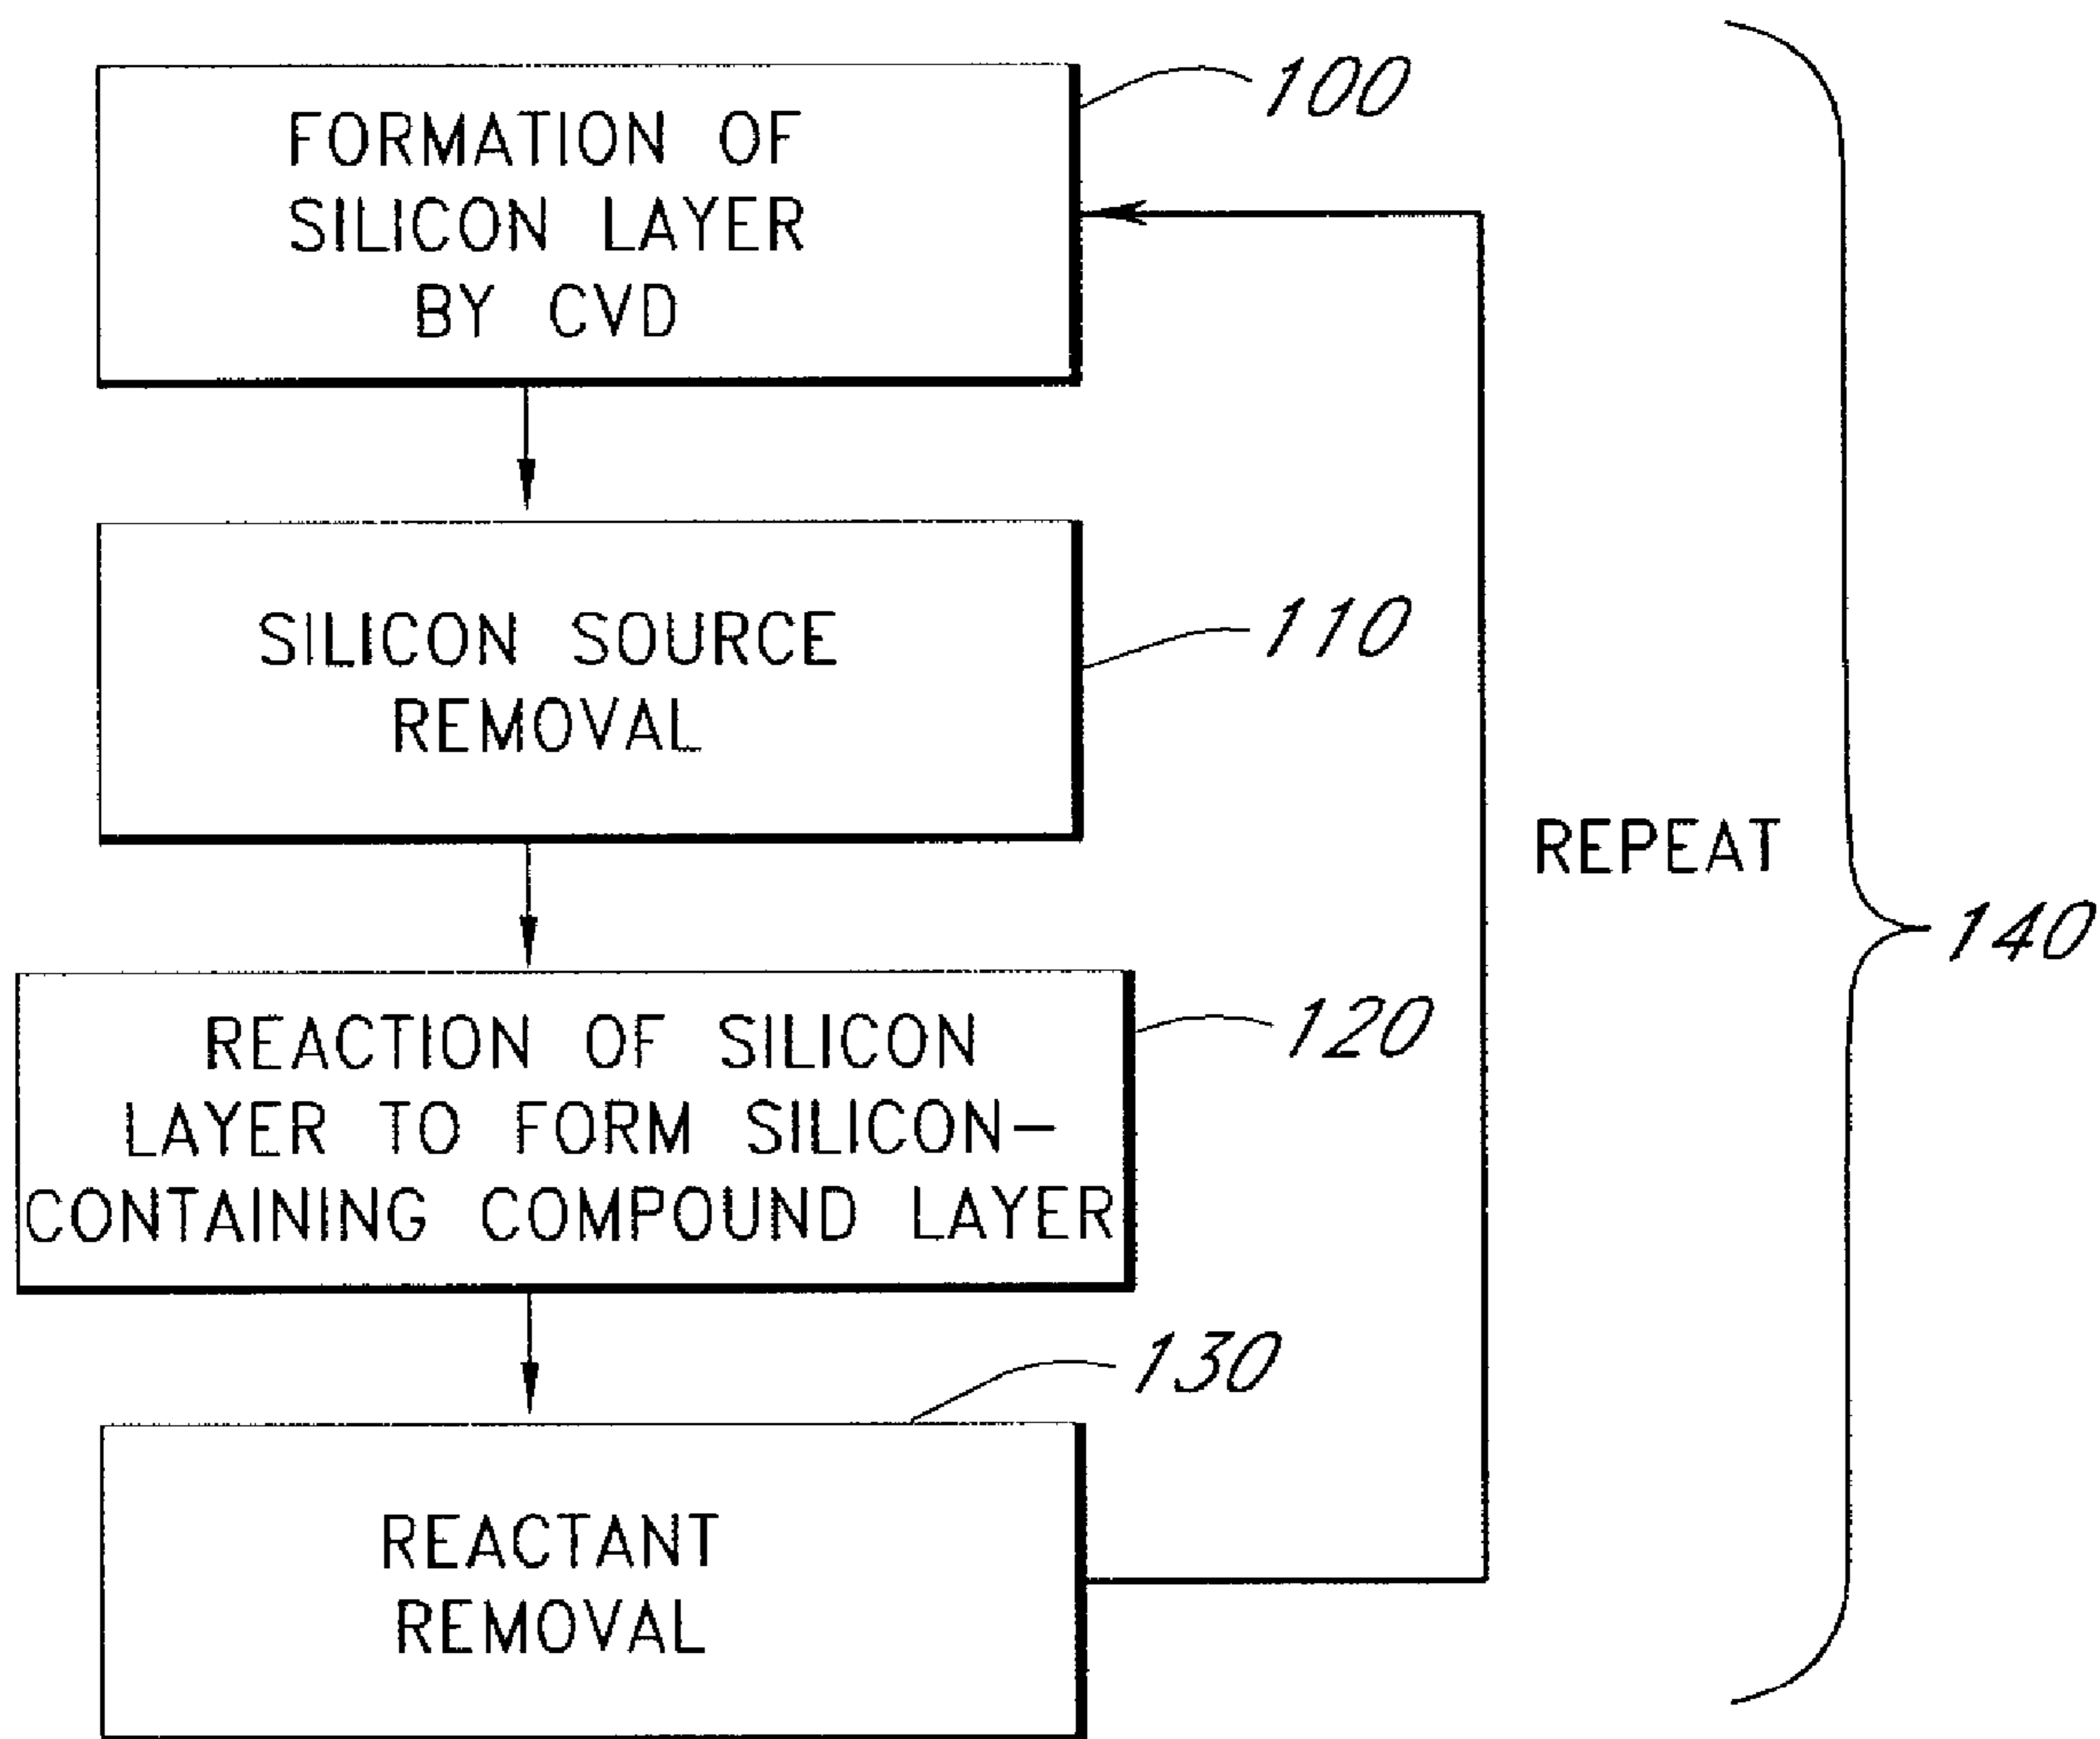 FORMATION OF
SILICON LAYER
BY CVD
100
SILICON SOURCE
REMOVAL
110
REPEAT
140
REACTION OF SILICON
LAYER TO FORM SILICON-
CONTAINING COMPOUND LAYER
120
130
REACTANT
REMOVAL